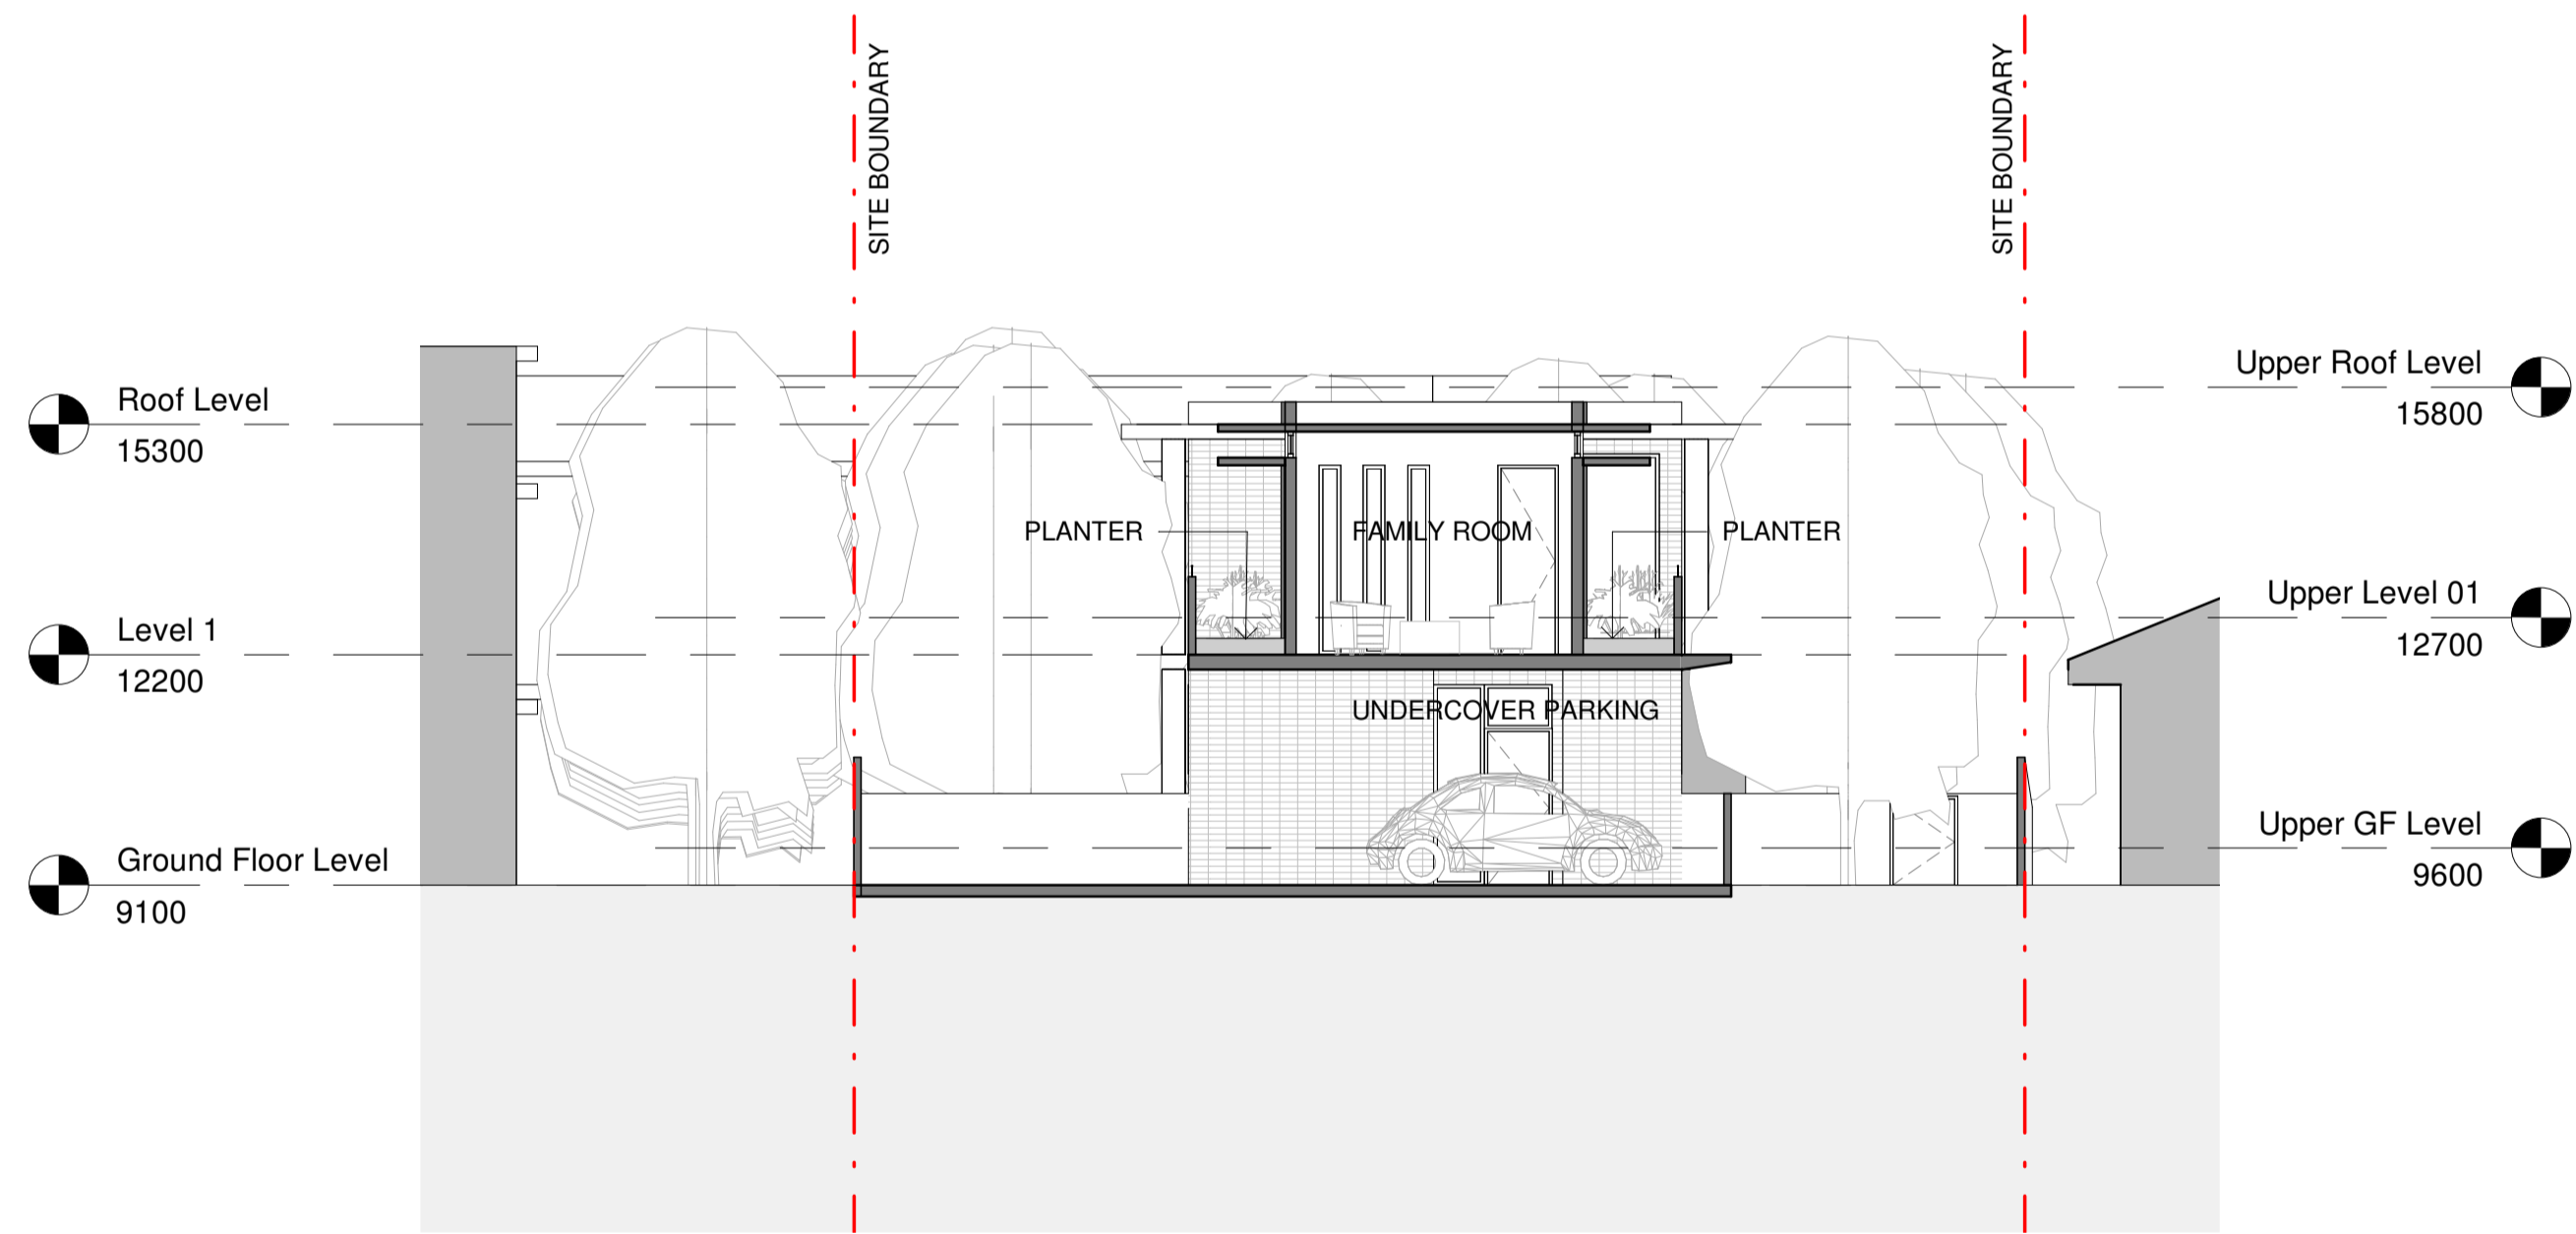 SITE BOUNDARY
SITE BOUNDARY
Roof Level
15300
Upper Roof Level
15800
PLANTER
FAMILY ROOM
PLANTER
Level 1
12200
Upper Level 01
12700
UNDERCOVER PARKING
Ground Floor Level
9100
Upper GF Level
9600